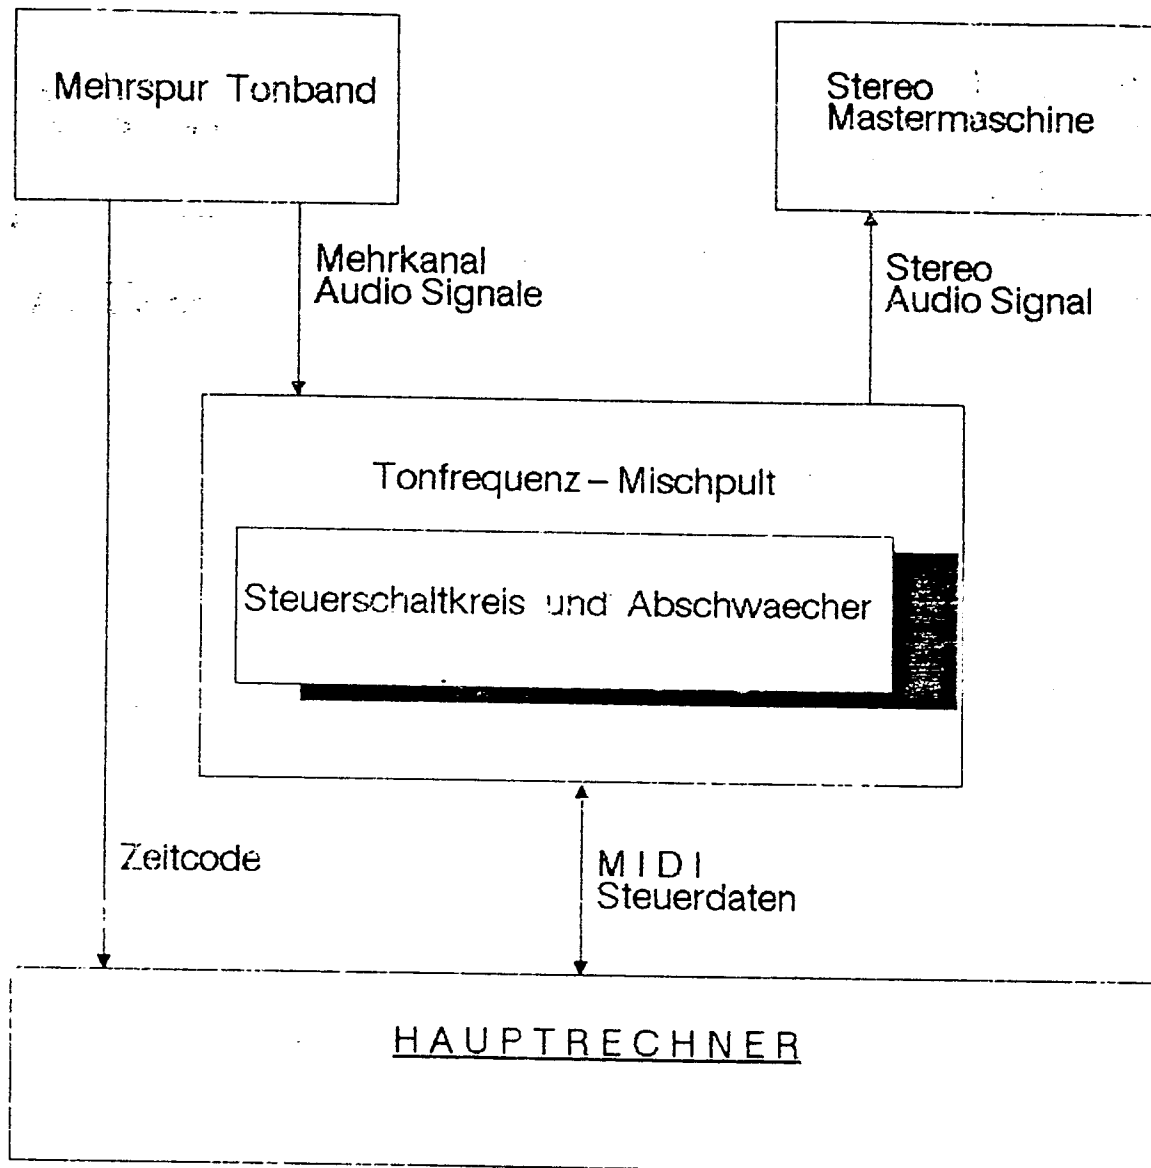 Mehrspur Tonband
Stereo
Mastermaschine
Mehrkanal
Audio Signale
Stereo
Audio Signal
Tonfrequenz – Mischpult
Steuerschaltkreis und Abschwaecher
Zeitcode
MIDI
Steuerdaten
HAUPTRECHNER